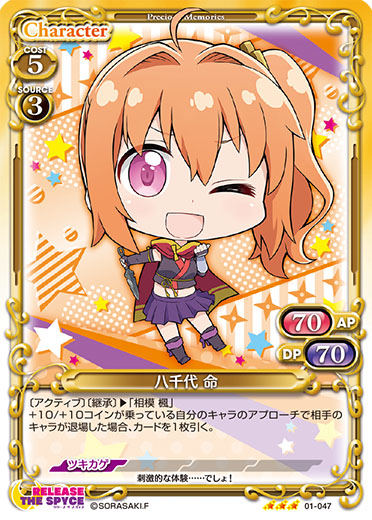 Precious Memories
Character
COST
5
SOURCE
3
70 AP
DP 70
八千代 命
[アクティブ]〔継承〕▶「相模 楓」
+10/+10コインが乗っている自分のキャラのアプローチで相手の
キャラが退場した場合、カードを1枚引く。
ツキカゲ
刺激的な体験……でしょ!
RELEASE
THE SPYCE
©SORASAKI.F
★★★ 01-047